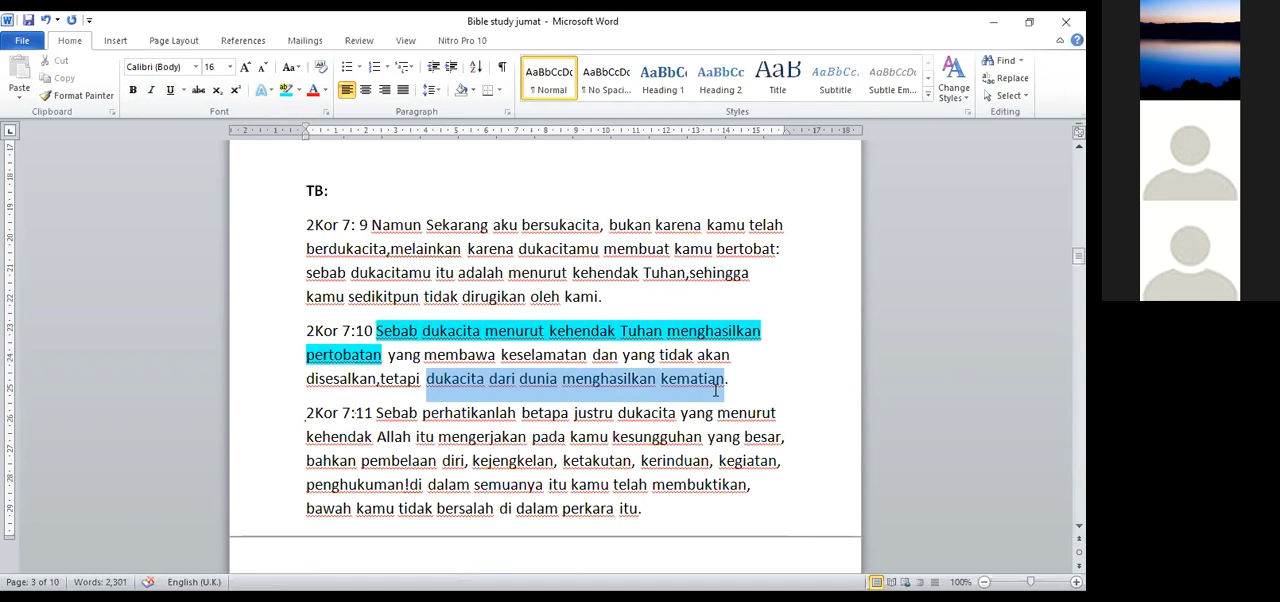 Bible study jumat - Microsoft Word
File Home Insert Page Layout References Mailings Review View Nitro Pro 10
Paste
Cut
Copy
Format Painter
Clipboard
Calibri (Body) 16
Font
Paragraph
AaBbCcDc AaBbCcDc AaBbC AaBbCc AaB AaBbCc. AaBbCcDc
¶ Normal ¶ No Spaci... Heading 1 Heading 2 Title Subtitle Subtle Em...
Styles
Change Styles
Find
Replace
Select
Editing
TB:
2Kor 7: 9 Namun Sekarang aku bersukacita, bukan karena kamu telah
berdukacita,melainkan karena dukacitamu membuat kamu bertobat:
sebab dukacitamu itu adalah menurut kehendak Tuhan,sehingga
kamu sedikitpun tidak dirugikan oleh kami.
2Kor 7:10 Sebab dukacita menurut kehendak Tuhan menghasilkan
pertobatan yang membawa keselamatan dan yang tidak akan
disesalkan,tetapi dukacita dari dunia menghasilkan kematian.
2Kor 7:11 Sebab perhatikanlah betapa justru dukacita yang menurut
kehendak Allah itu mengerjakan pada kamu kesungguhan yang besar,
bahkan pembelaan diri, kejengkelan, ketakutan, kerinduan, kegiatan,
penghukuman!di dalam semuanya itu kamu telah membuktikan,
bawah kamu tidak bersalah di dalam perkara itu.
Page: 3 of 10 Words: 2,301 English (U.K.) 100%